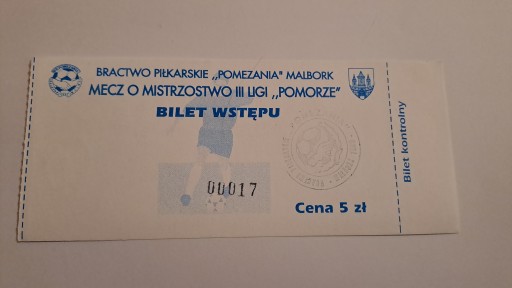 BRACTWO PIŁKARSKIE ,,POMEZANIA" MALBORK
MECZ O MISTRZOSTWO III LIGI ,,POMORZE"
BILET WSTĘPU
00017
Cena 5 zł
Bilet kontrolny